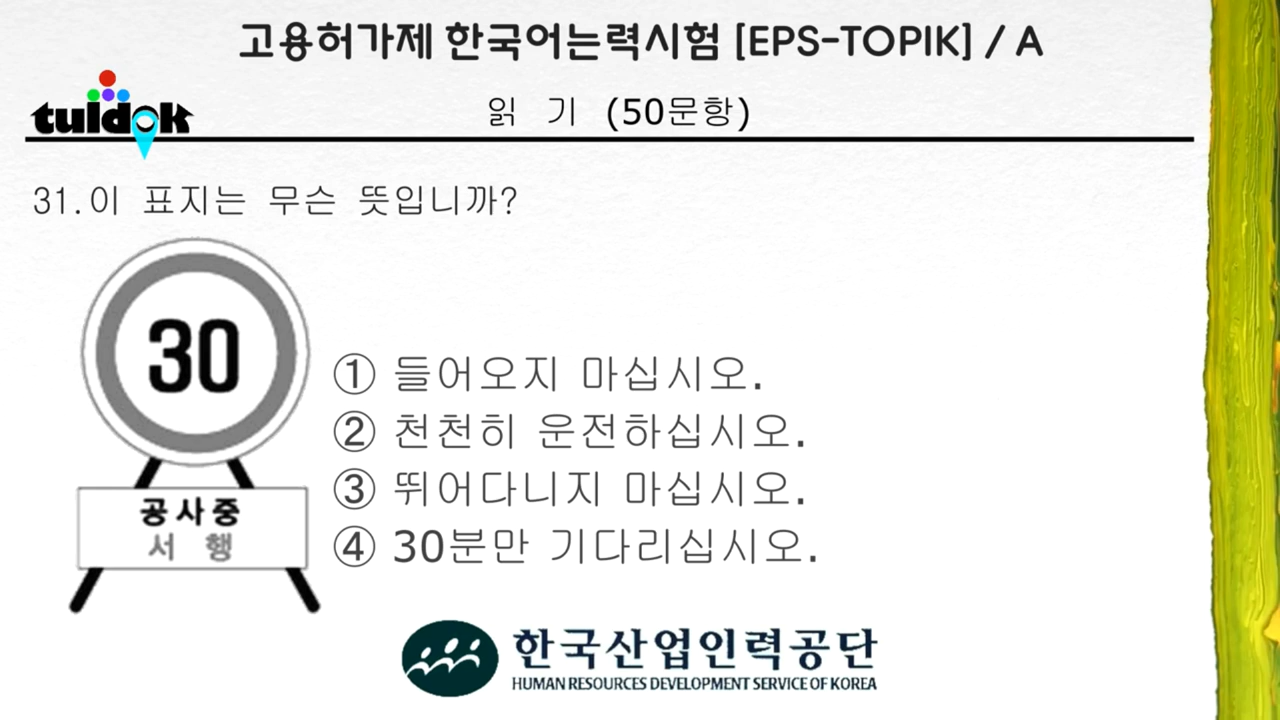 고용허가제 한국어능력시험 [EPS-TOPIK] / A
tuldok
읽 기 (50문항)
31.이 표지는 무슨 뜻입니까?
30
공사중
서 행
① 들어오지 마십시오.
② 천천히 운전하십시오.
③ 뛰어다니지 마십시오.
④ 30분만 기다리십시오.
한국산업인력공단
HUMAN RESOURCES DEVELOPMENT SERVICE OF KOREA